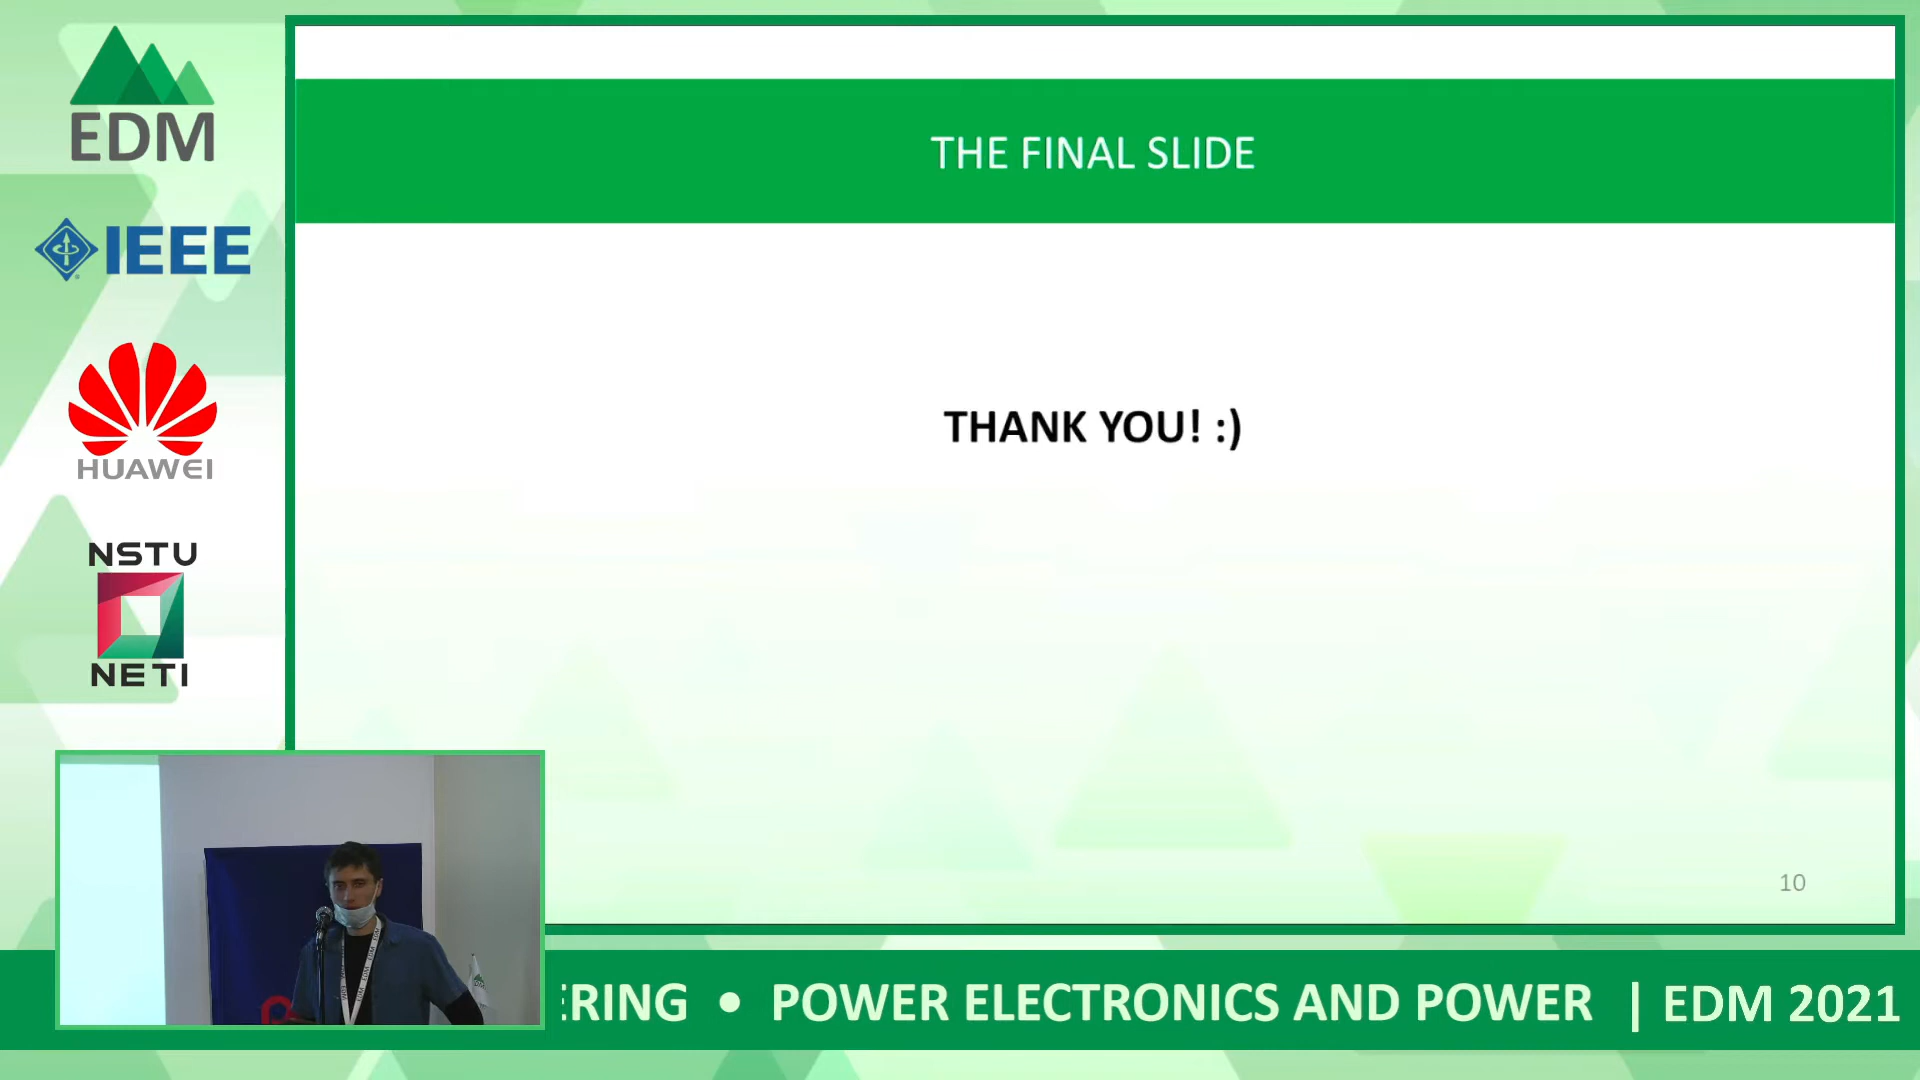 EDM
IEEE
HUAWEI
NSTU
NETI
THE FINAL SLIDE
THANK YOU! :)
10
ERING • POWER ELECTRONICS AND POWER | EDM 2021